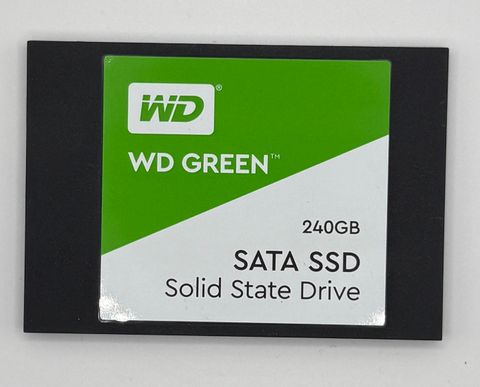 WD®
WD GREEN™
240GB
SATA SSD
Solid State Drive